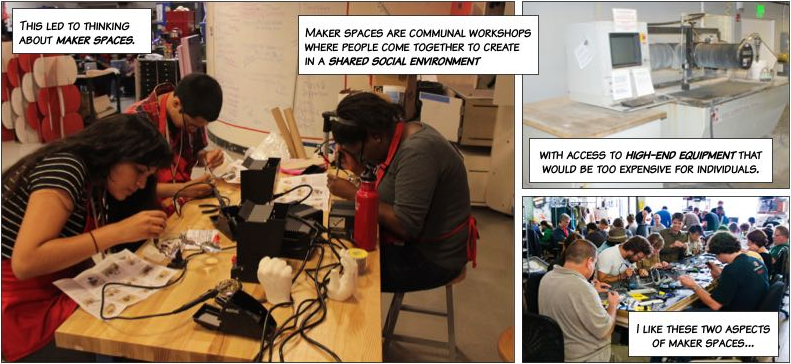 THIS LED TO THINKING
ABOUT MAKER SPACES.
MAKER SPACES ARE COMMUNAL WORKSHOPS
WHERE PEOPLE COME TOGETHER TO CREATE
IN A SHARED SOCIAL ENVIRONMENT
WITH ACCESS TO HIGH-END EQUIPMENT THAT
WOULD BE TOO EXPENSIVE FOR INDIVIDUALS.
I LIKE THESE TWO ASPECTS
OF MAKER SPACES...